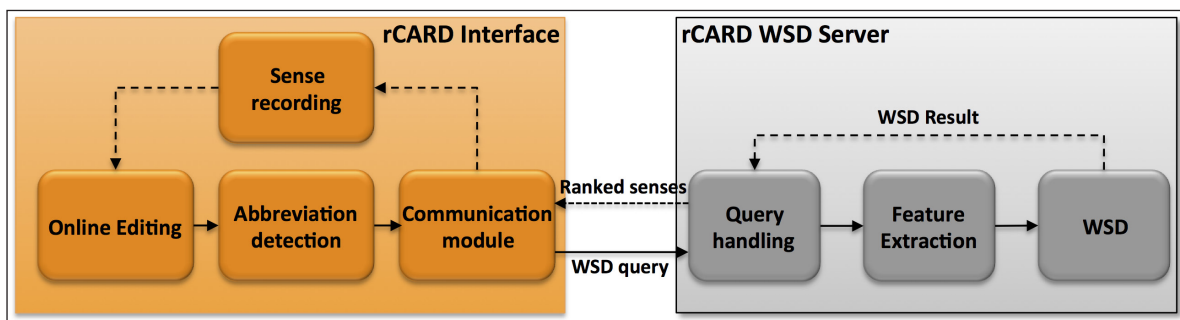 rCARD Interface
Sense
recording
Online Editing
Abbreviation
detection
Communication
module
Ranked senses
WSD query
rCARD WSD Server
WSD Result
Query
handling
Feature
Extraction
WSD